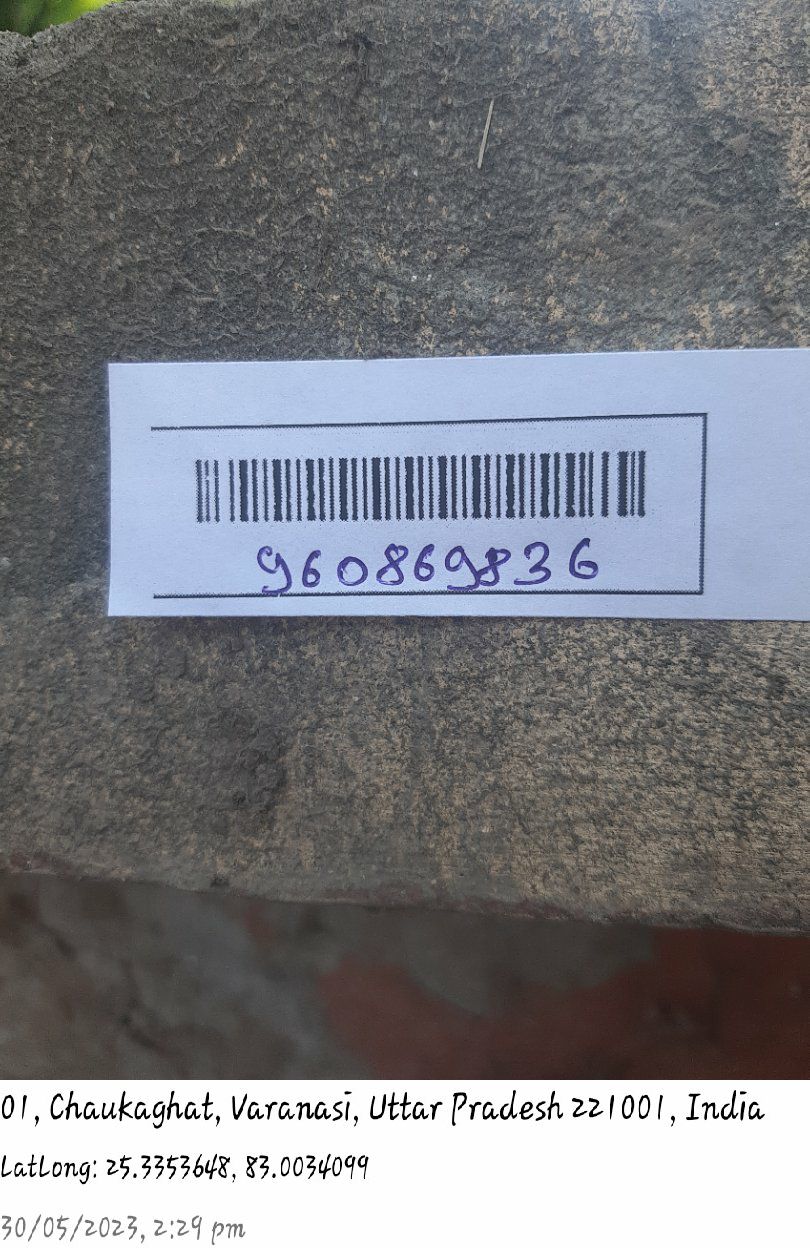 960869836
01, Chaukaghat, Varanasi, Uttar Pradesh 221001, India
LatLong: 25.3353648, 83.0034099
30/05/2023, 2:29 pm